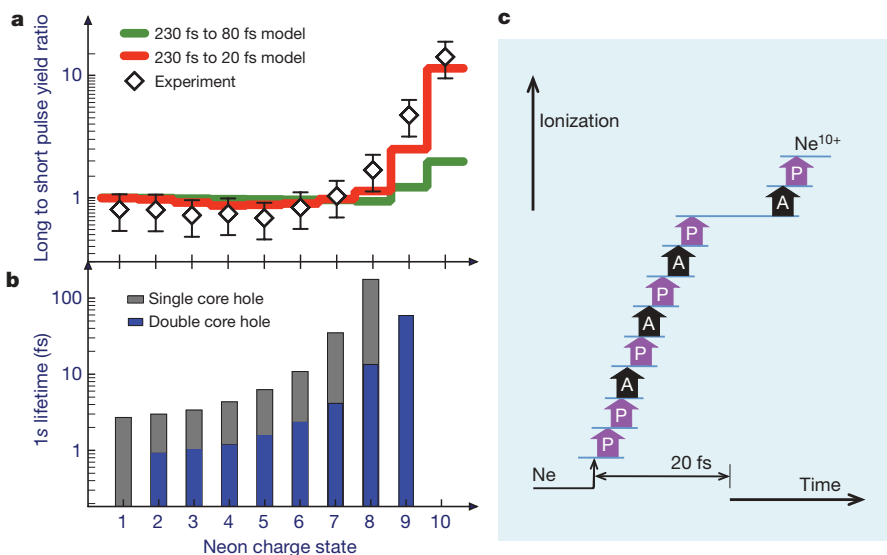 a
Long to short pulse yield ratio
10
1
230 fs to 80 fs model
230 fs to 20 fs model
Experiment
b
1s lifetime (fs)
100
10
1
Single core hole
Double core hole
1 2 3 4 5 6 7 8 9 10
Neon charge state
c
Ionization
Ne10+
P
A
P
A
P
A
P
A
P
P
Ne
20 fs
Time